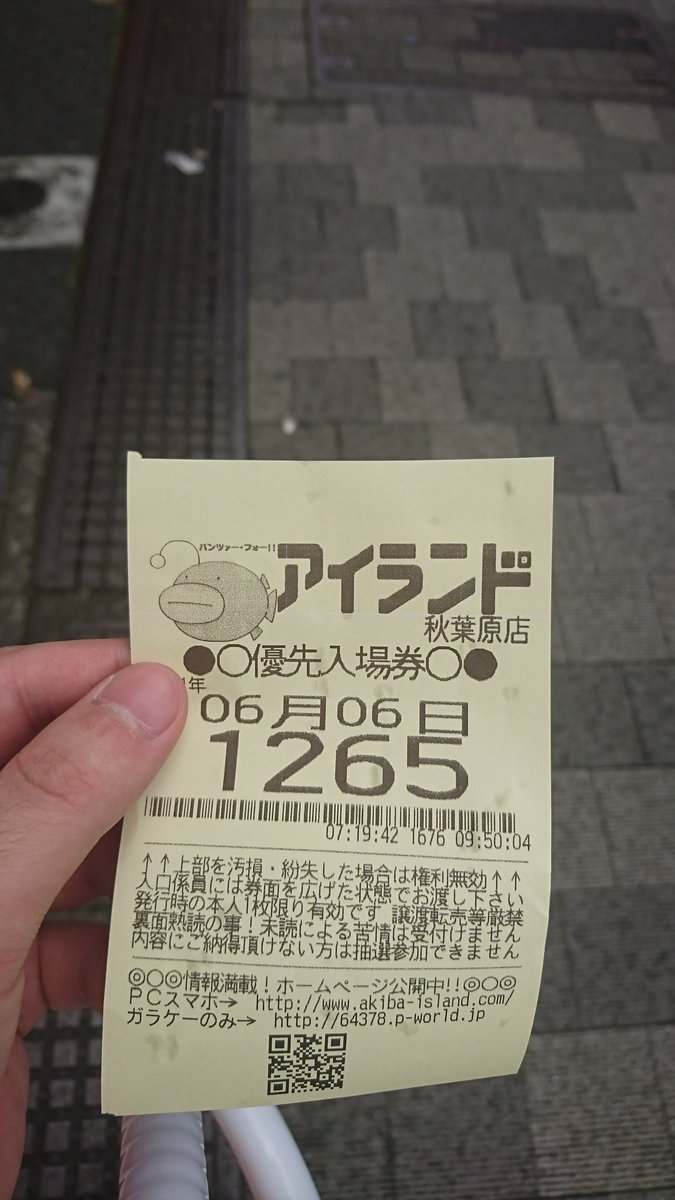 パンツァー・フォー!!
アイランド
秋葉原店
●○優先入場券○●
年
06月06日
1265
07:19:42 1676 09:50:04
↑↑上部を汚損・紛失した場合は権利無効↑↑
入口係員には券面を広げた状態でお渡し下さい
発行時の本人1枚限り有効です 譲渡転売等厳禁
裏面熟読の事!未読による苦情は受付けません
内容にご納得頂けない方は抽選参加できません
◎○◎情報満載!ホームページ公開中!!◎○◎
PCスマホ→ http://www.akiba-island.com/
ガラケーのみ→ http://64378.p-world.jp